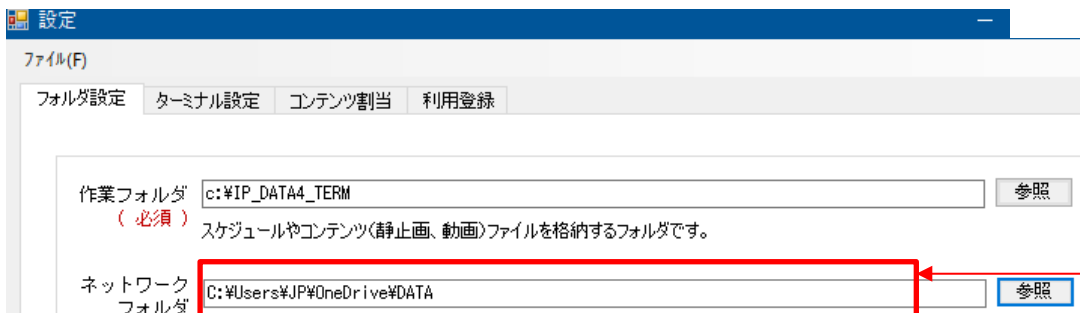 設定
ファイル(F)
フォルダ設定 ターミナル設定 コンテンツ割当 利用登録
作業フォルダ c:¥IP_DATA4_TERM 参照
( 必須 )
スケジュールやコンテンツ(静止画、動画)ファイルを格納するフォルダです。
ネットワーク
フォルダ C:¥Users¥JP¥OneDrive¥DATA 参照